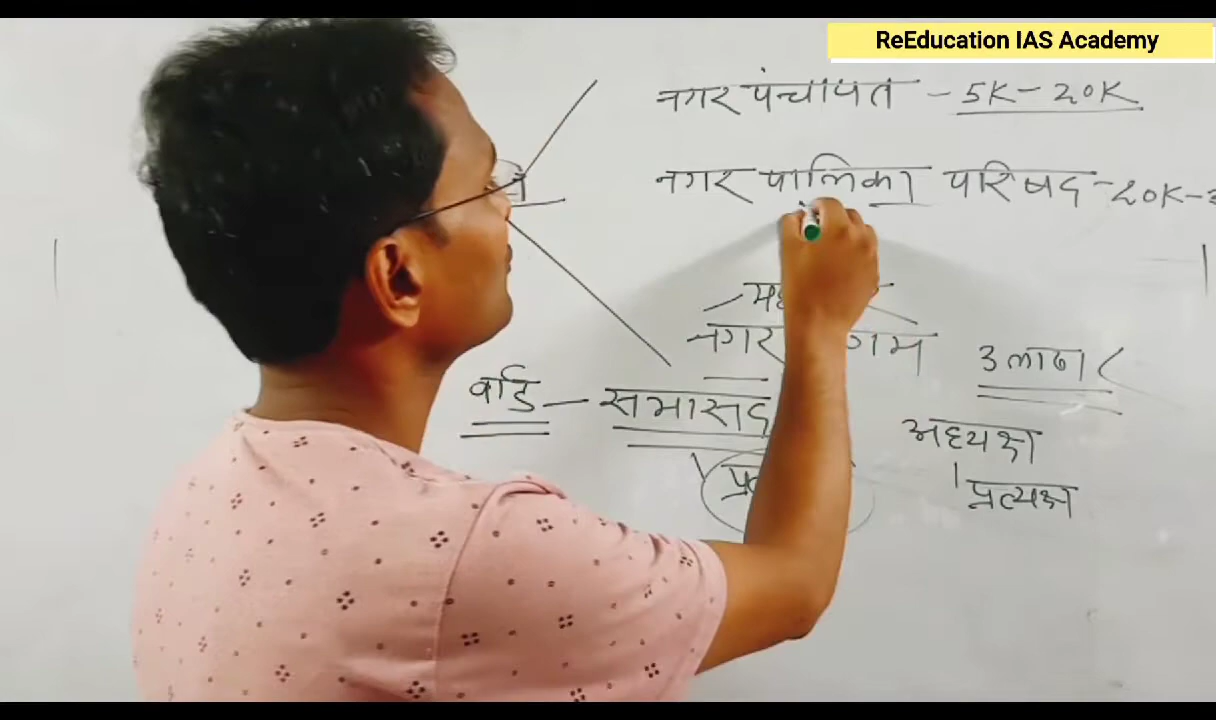 ReEducation IAS Academy
नगर पंचायत - 5K - 20K
नगर पालिका परिषद - 20K -
नगर गम 3 लाख <
वार्ड - सभासद
अध्यक्ष
प्रत्यक्ष